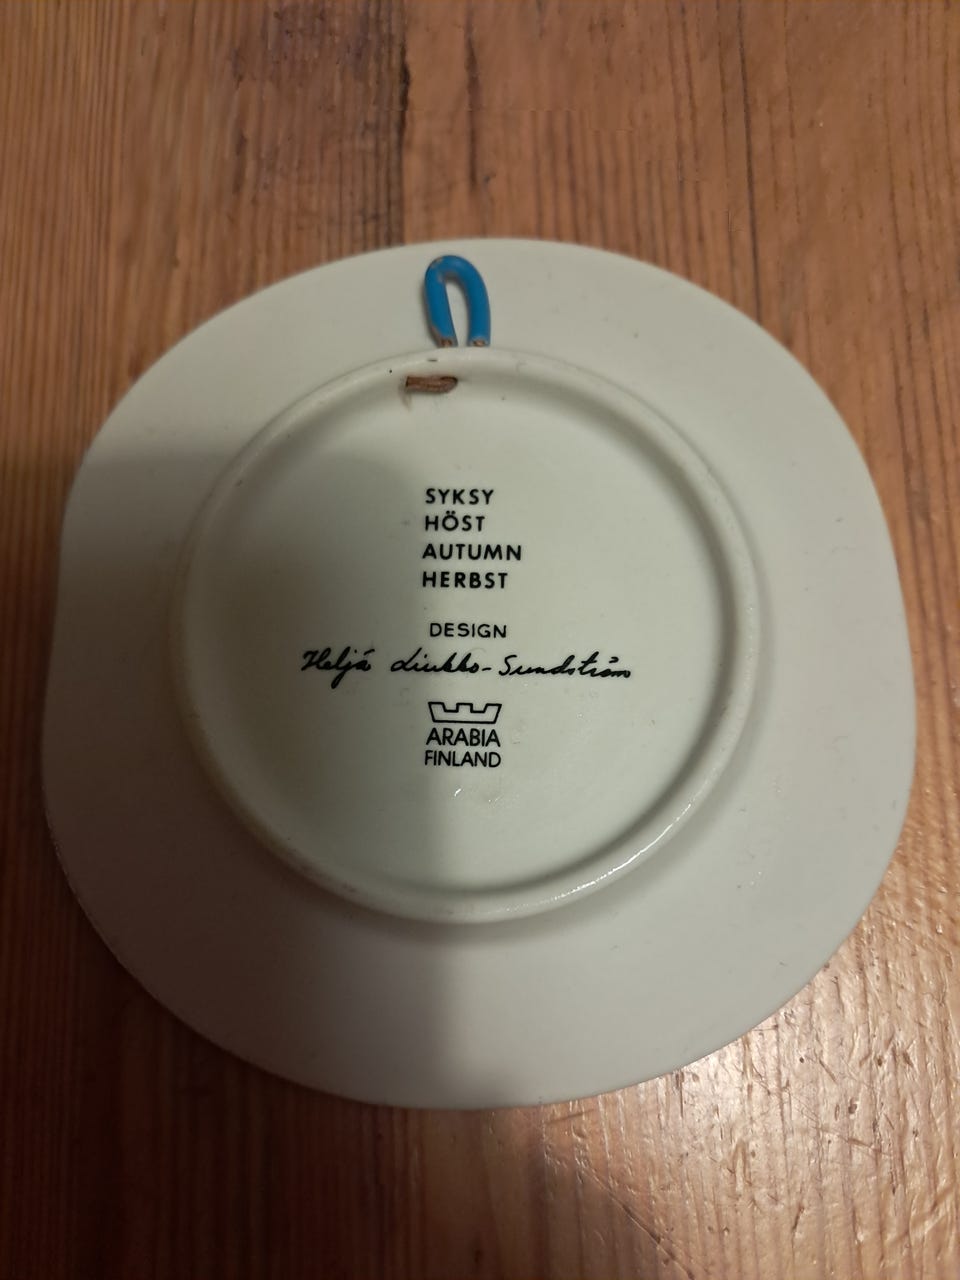 SYKSY
HÖST
AUTUMN
HERBST
DESIGN
Heljä Liukko-Sundström
ARABIA
FINLAND